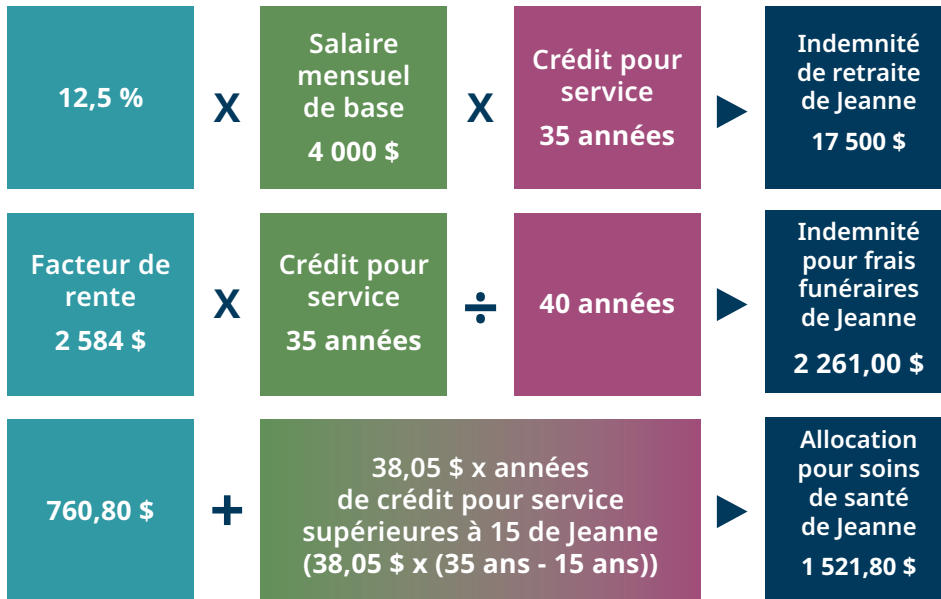 12,5 %
X
Salaire
mensuel
de base
4 000 $
X
Crédit pour
service
35 années
Indemnité
de retraite
de Jeanne
17 500 $
Facteur de
rente
2 584 $
X
Crédit pour
service
35 années
÷
40 années
Indemnité
pour frais
funéraires
de Jeanne
2 261,00 $
760,80 $
+
38,05 $ x années
de crédit pour service
supérieures à 15 de Jeanne
(38,05 $ x (35 ans - 15 ans))
Allocation
pour soins
de santé
de Jeanne
1 521,80 $